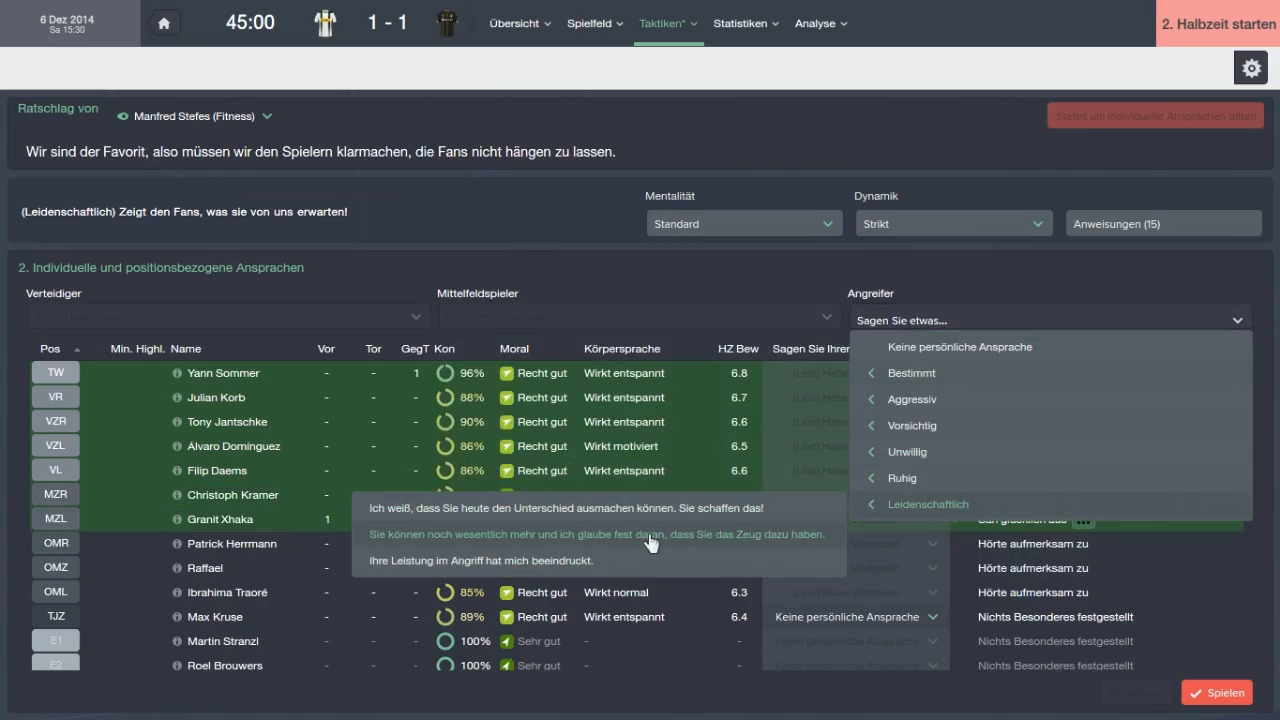 6 Dez 2014
Sa 15:30
45:00
1 - 1
Übersicht
Spielfeld
Taktiken*
Statistiken
Analyse
2. Halbzeit starten
Ratschlag von
Manfred Stefes (Fitness)
Stefes um individuelle Ansprachen bitten
Wir sind der Favorit, also müssen wir den Spielern klarmachen, die Fans nicht hängen zu lassen.
(Leidenschaftlich) Zeigt den Fans, was sie von uns erwarten!
Mentalität
Standard
Dynamik
Strikt
Anweisungen (15)
2. Individuelle und positionsbezogene Ansprachen
Verteidiger
Mittelfeldspieler
Angreifer
Sagen Sie etwas...
Keine persönliche Ansprache
Bestimmt
Aggressiv
Vorsichtig
Unwillig
Ruhig
Leidenschaftlich
Ich weiß, dass Sie heute den Unterschied ausmachen können. Sie schaffen das!
Sie können noch wesentlich mehr und ich glaube fest daran, dass Sie das Zeug dazu haben.
Ihre Leistung im Angriff hat mich beeindruckt.
Pos Min. Highl. Name Vor Tor GegT Kon Moral Körpersprache HZ Bew Sagen Sie Ihren
TW Yann Sommer - - 1 96% Recht gut Wirkt entspannt 6.8
VR Julian Korb - - - 88% Recht gut Wirkt entspannt 6.7
VZR Tony Jantschke - - - 90% Recht gut Wirkt entspannt 6.6
VZL Álvaro Domínguez - - - 86% Recht gut Wirkt motiviert 6.5
VL Filip Daems - - - 86% Recht gut Wirkt entspannt 6.6
MZR Christoph Kramer
MZL Granit Xhaka 1
OMR Patrick Herrmann Hörte aufmerksam zu
OMZ Raffael Hörte aufmerksam zu
OML Ibrahima Traoré - - - 85% Recht gut Wirkt normal 6.3 Hörte aufmerksam zu
TJZ Max Kruse - - - 89% Recht gut Wirkt entspannt 6.4 Keine persönliche Ansprache Nichts Besonderes festgestellt
E1 Martin Stranzl - - - 100% Sehr gut - - Keine persönliche Ansprache Nichts Besonderes festgestellt
E2 Roel Brouwers - - - 100% Sehr gut - - Keine persönliche Ansprache Nichts Besonderes festgestellt
Spielen